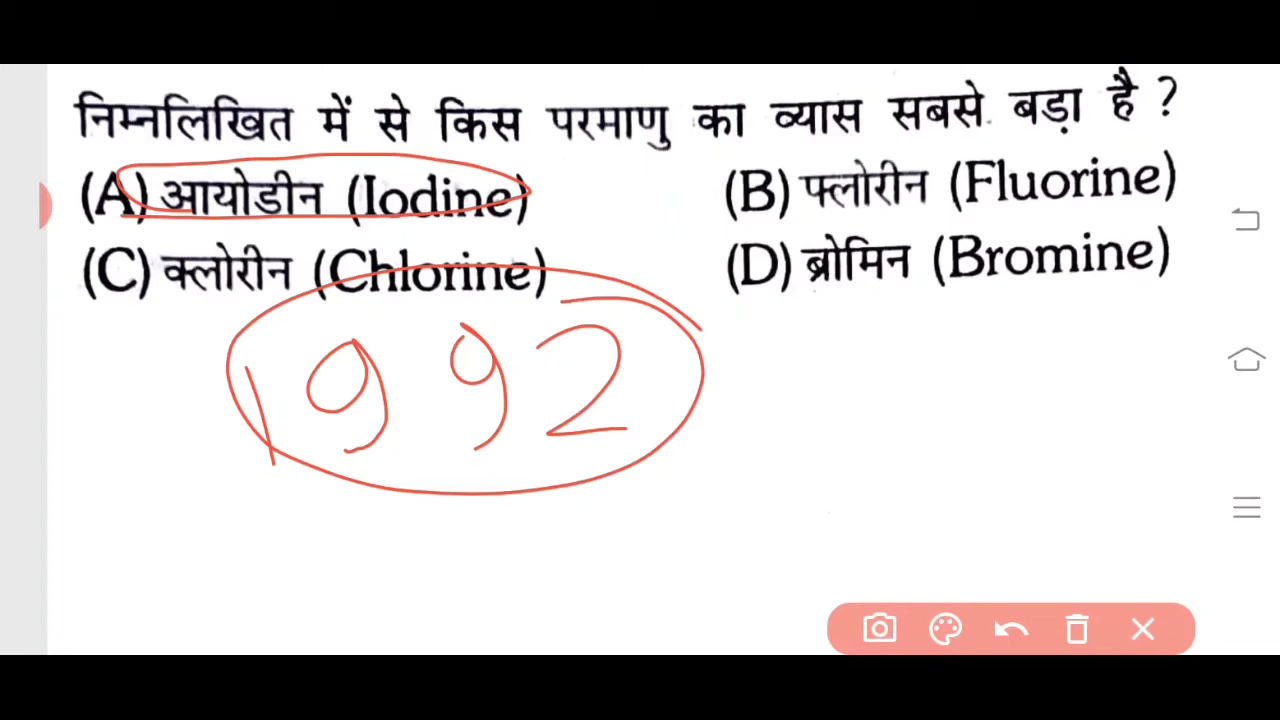 निम्नलिखित में से किस परमाणु का व्यास सबसे बड़ा है ?
(A) आयोडीन (Iodine) (B) फ्लोरीन (Fluorine)
(C) क्लोरीन (Chlorine) (D) ब्रोमिन (Bromine)
1992